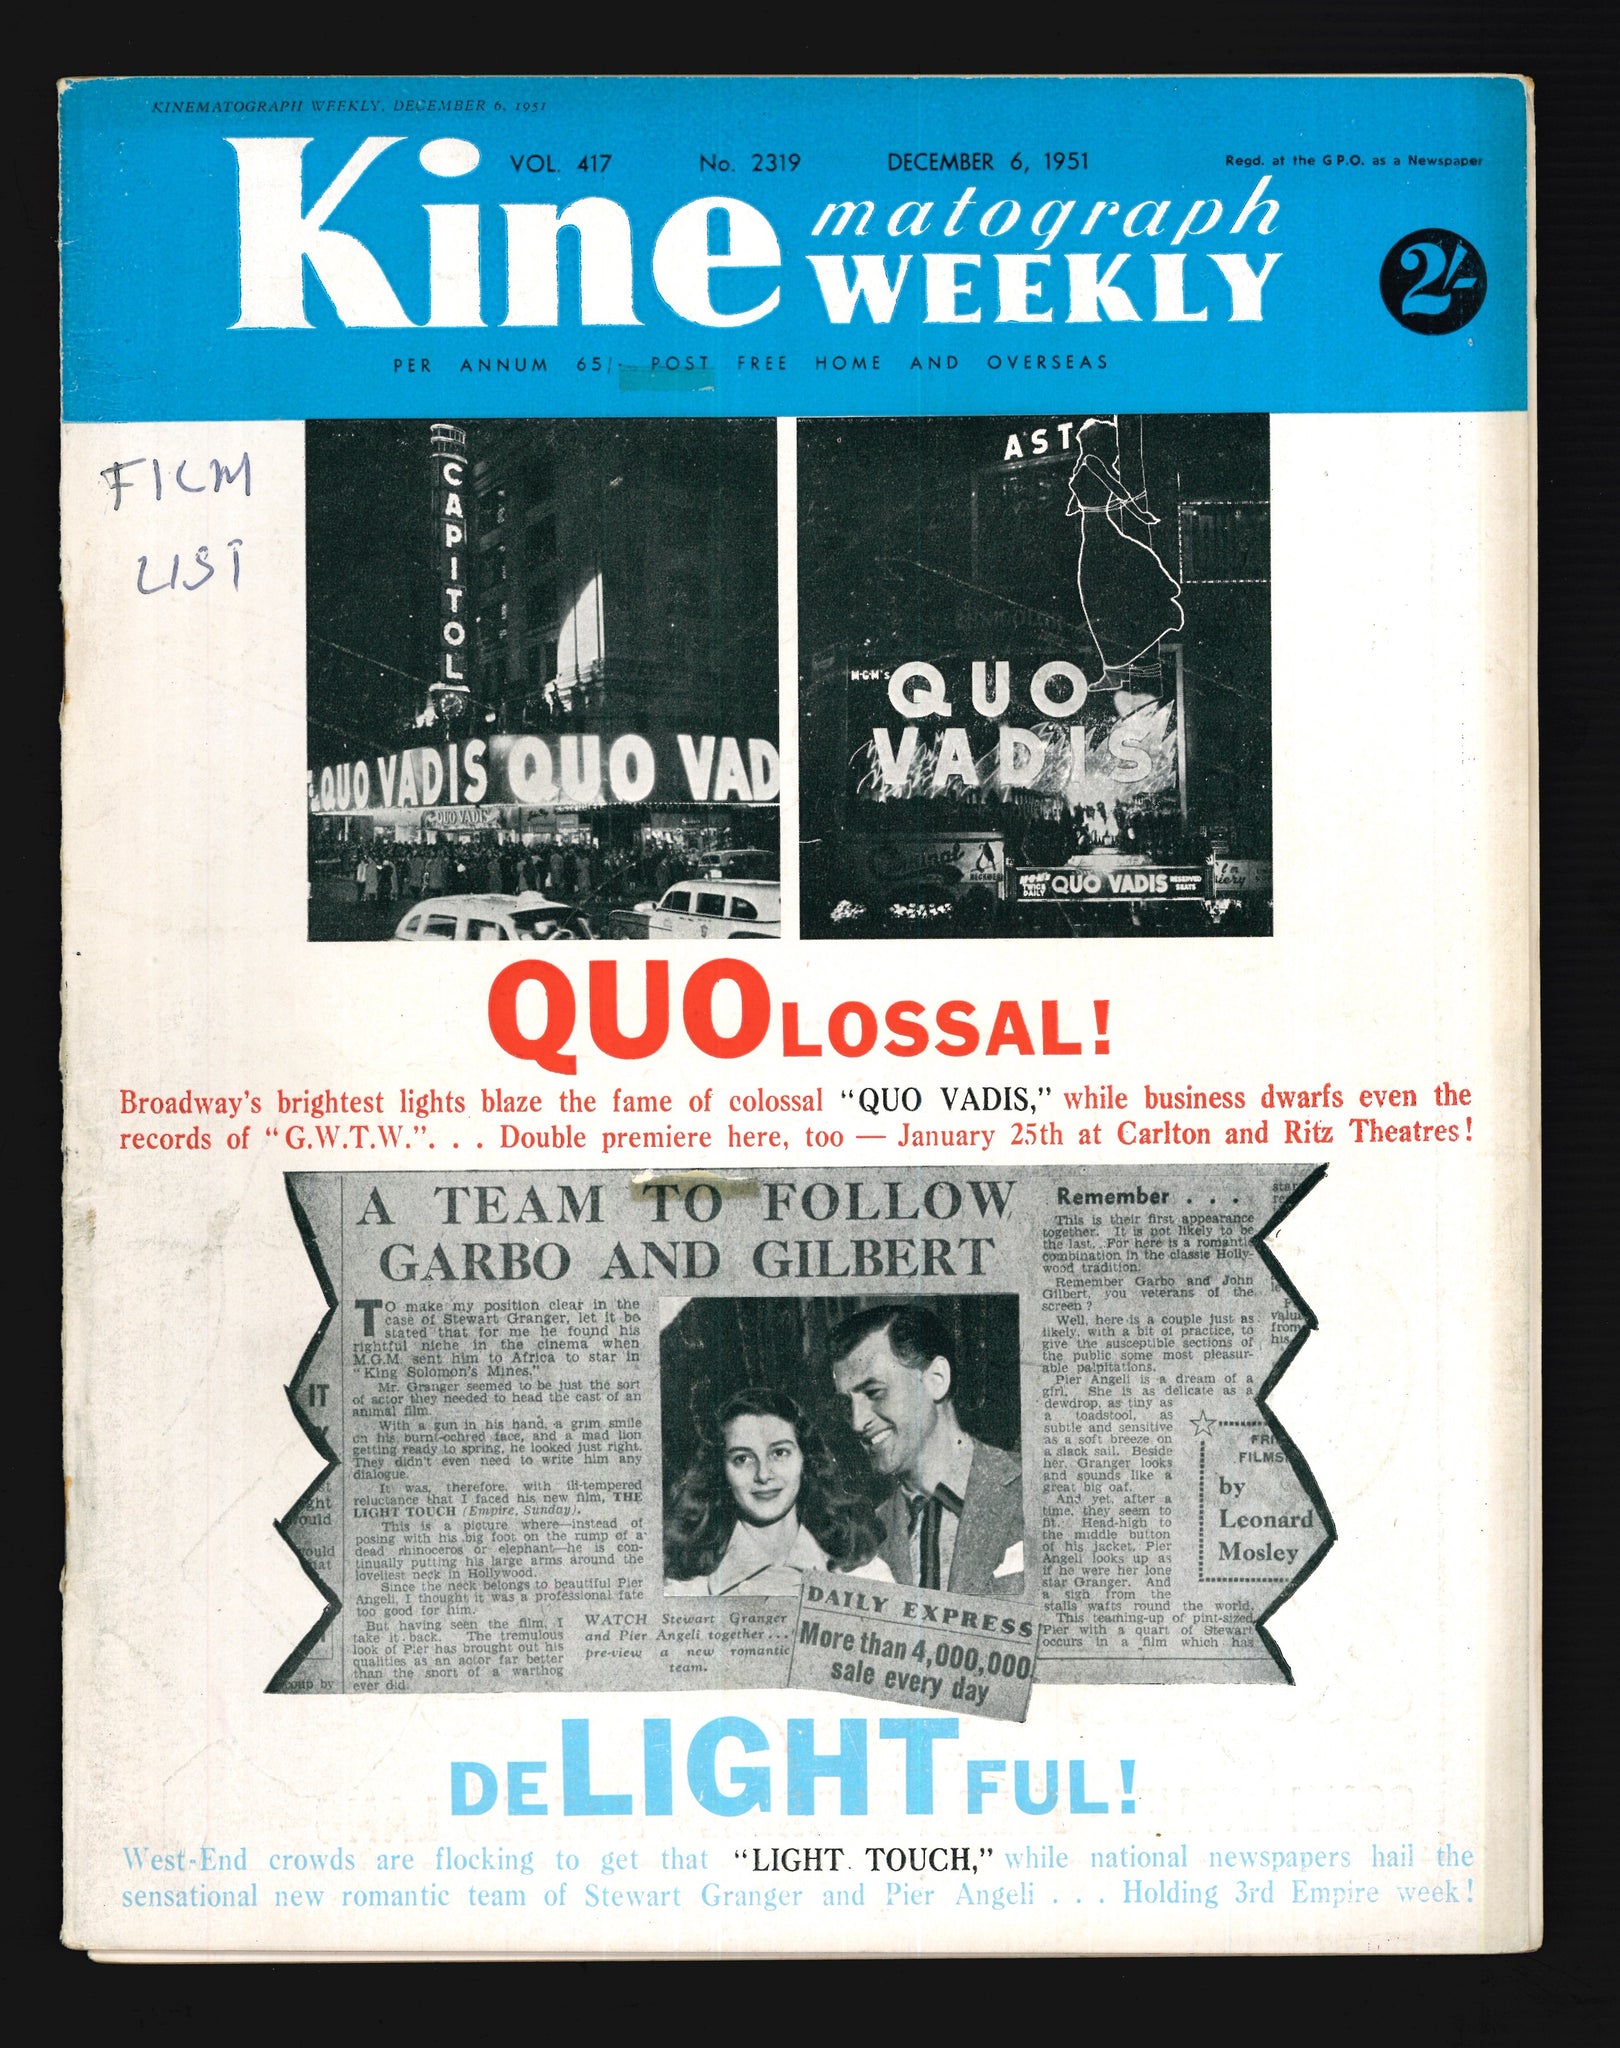 KINEMATOGRAPH WEEKLY, DECEMBER 6, 1951
VOL. 417 No. 2319 DECEMBER 6, 1951 Regd. at the G.P.O. as a Newspaper
Kinematograph
WEEKLY
2/-
PER ANNUM 65/- POST FREE HOME AND OVERSEAS
FILM
LIST
CAPITOL
QUO VADIS QUO VAD
QUO VADIS
AST
M-G-M's
QUO
VADIS
M-G-M's
TWICE
DAILY
QUO VADIS
RESERVED
SEATS
QUOLOSSAL!
Broadway's brightest lights blaze the fame of colossal "QUO VADIS," while business dwarfs even the
records of "G.W.T.W.". . . Double premiere here, too — January 25th at Carlton and Ritz Theatres!
A TEAM TO FOLLOW
GARBO AND GILBERT
TO make my position clear in the
case of Stewart Granger, let it be
stated that for me he found his
rightful niche in the cinema when
M.G.M. sent him to Africa to star in
"King Solomon's Mines."
Mr. Granger seemed to be just the sort
of actor they needed to head the cast of an
animal film.
With a gun in his hand, a grim smile
on his burnt-ochred face, and a mad lion
getting ready to spring, he looked just right.
They didn't even need to write him any
dialogue.
It was, therefore, with ill-tempered
reluctance that I faced his new film, THE
LIGHT TOUCH (Empire, Sunday).
This is a picture where—instead of
posing with his big foot on the rump of a
dead rhinoceros or elephant—he is con-
tinually putting his large arms around the
loveliest neck in Hollywood.
Since the neck belongs to beautiful Pier
Angeli, I thought it was a professional fate
too good for him.
But having seen the film, I
take it back. The tremulous
look of Pier has brought out his
qualities as an actor far better
than the snort of a warthog
ever did.
WATCH Stewart Granger
and Pier Angeli together...
pre-view a new romantic
team.
DAILY EXPRESS
More than 4,000,000
sale every day
Remember . . .
This is their first appearance
together. It is not likely to be
the last. For here is a romantic
combination in the classic Holly-
wood tradition.
Remember Garbo and John
Gilbert, you veterans of the
screen?
Well, here is a couple just as
likely, with a bit of practice, to
give the susceptible sections of
the public some most pleasur-
able palpitations.
Pier Angeli is a dream of a
girl. She is as delicate as a
dewdrop, as tiny as
a toadstool, as
subtle and sensitive
as a soft breeze on
a slack sail. Beside
her, Granger looks
and sounds like a
great big oaf.
And yet, after a
time, they seem to
fit. Head-high to
the middle button
of his jacket, Pier
Angeli looks up as
if he were her lone
star Granger. And
a sigh from the
stalls wafts round the world.
This teaming-up of pint-sized
Pier with a quart of Stewart
occurs in a film which has
FRI
FILMS
by
Leonard
Mosley
IT
DELIGHTFUL!
West-End crowds are flocking to get that "LIGHT TOUCH," while national newspapers hail the
sensational new romantic team of Stewart Granger and Pier Angeli . . . Holding 3rd Empire week!